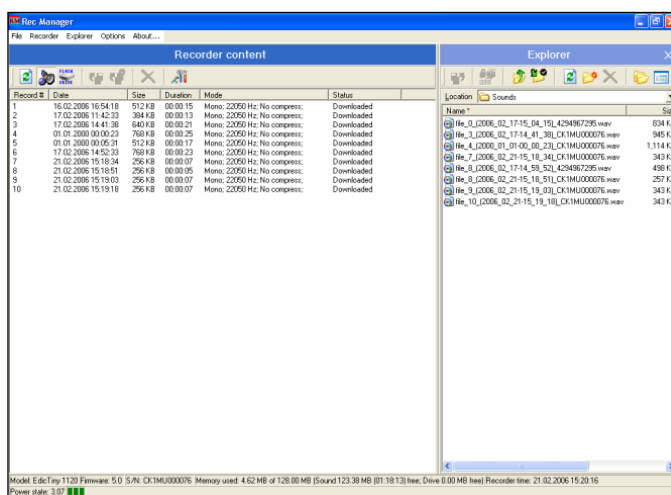 Rec Manager
File Recorder Explorer Options About...
Recorder content
Explorer
Record # Date Size Duration Mode Status
1 16.02.2006 16:54:18 512 KB 00:00:15 Mono; 22050 Hz; No compress; Downloaded
2 17.02.2006 11:42:33 384 KB 00:00:13 Mono; 22050 Hz; No compress; Downloaded
3 17.02.2006 14:41:38 640 KB 00:00:21 Mono; 22050 Hz; No compress; Downloaded
4 01.01.2000 00:00:23 768 KB 00:00:25 Mono; 22050 Hz; No compress; Downloaded
5 01.01.2000 00:05:31 512 KB 00:00:17 Mono; 22050 Hz; No compress; Downloaded
6 17.02.2006 14:52:33 768 KB 00:00:23 Mono; 22050 Hz; No compress; Downloaded
7 21.02.2006 15:18:34 256 KB 00:00:07 Mono; 22050 Hz; No compress; Downloaded
8 21.02.2006 15:18:51 256 KB 00:00:05 Mono; 22050 Hz; No compress; Downloaded
9 21.02.2006 15:19:03 256 KB 00:00:07 Mono; 22050 Hz; No compress; Downloaded
10 21.02.2006 15:19:18 256 KB 00:00:07 Mono; 22050 Hz; No compress; Downloaded
Location Sounds
Name Siz
file_0_(2006_02_17-15_04_15)_4294967295.wav 834 K
file_3_(2006_02_17-14_41_38)_CK1MU000076.wav 945 K
file_4_(2000_01_01-00_00_23)_CK1MU000076.wav 1,114 K
file_7_(2006_02_21-15_18_34)_CK1MU000076.wav 343 K
file_8_(2006_02_17-14_59_52)_4294967295.wav 498 K
file_8_(2006_02_21-15_18_51)_CK1MU000076.wav 257 K
file_9_(2006_02_21-15_19_03)_CK1MU000076.wav 343 K
file_10_(2006_02_21-15_19_18)_CK1MU000076.wav 343 K
Model: EdicTiny 1120 Firmware: 5.0 S/N: CK1MU000076 Memory used: 4.62 MB of 128.00 MB (Sound 123.38 MB (01:18:13) free; Drive 0.00 MB free) Recorder time: 21.02.2006 15:20:16
Power state: 3.07